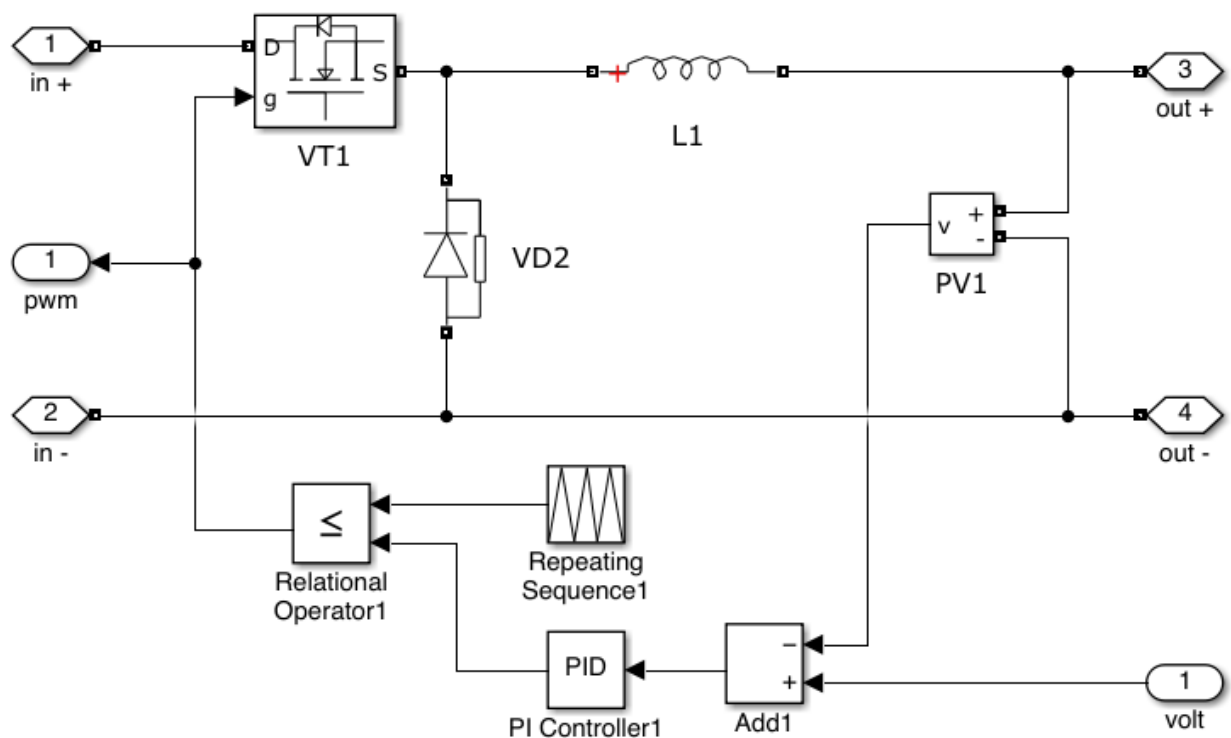 1
in +
D
g
S
VT1
L1
3
out +
+
v
-
PV1
1
pwm
VD2
2
in -
4
out -
≤
Relational
Operator1
Repeating
Sequence1
PID
PI Controller1
−
+
Add1
1
volt